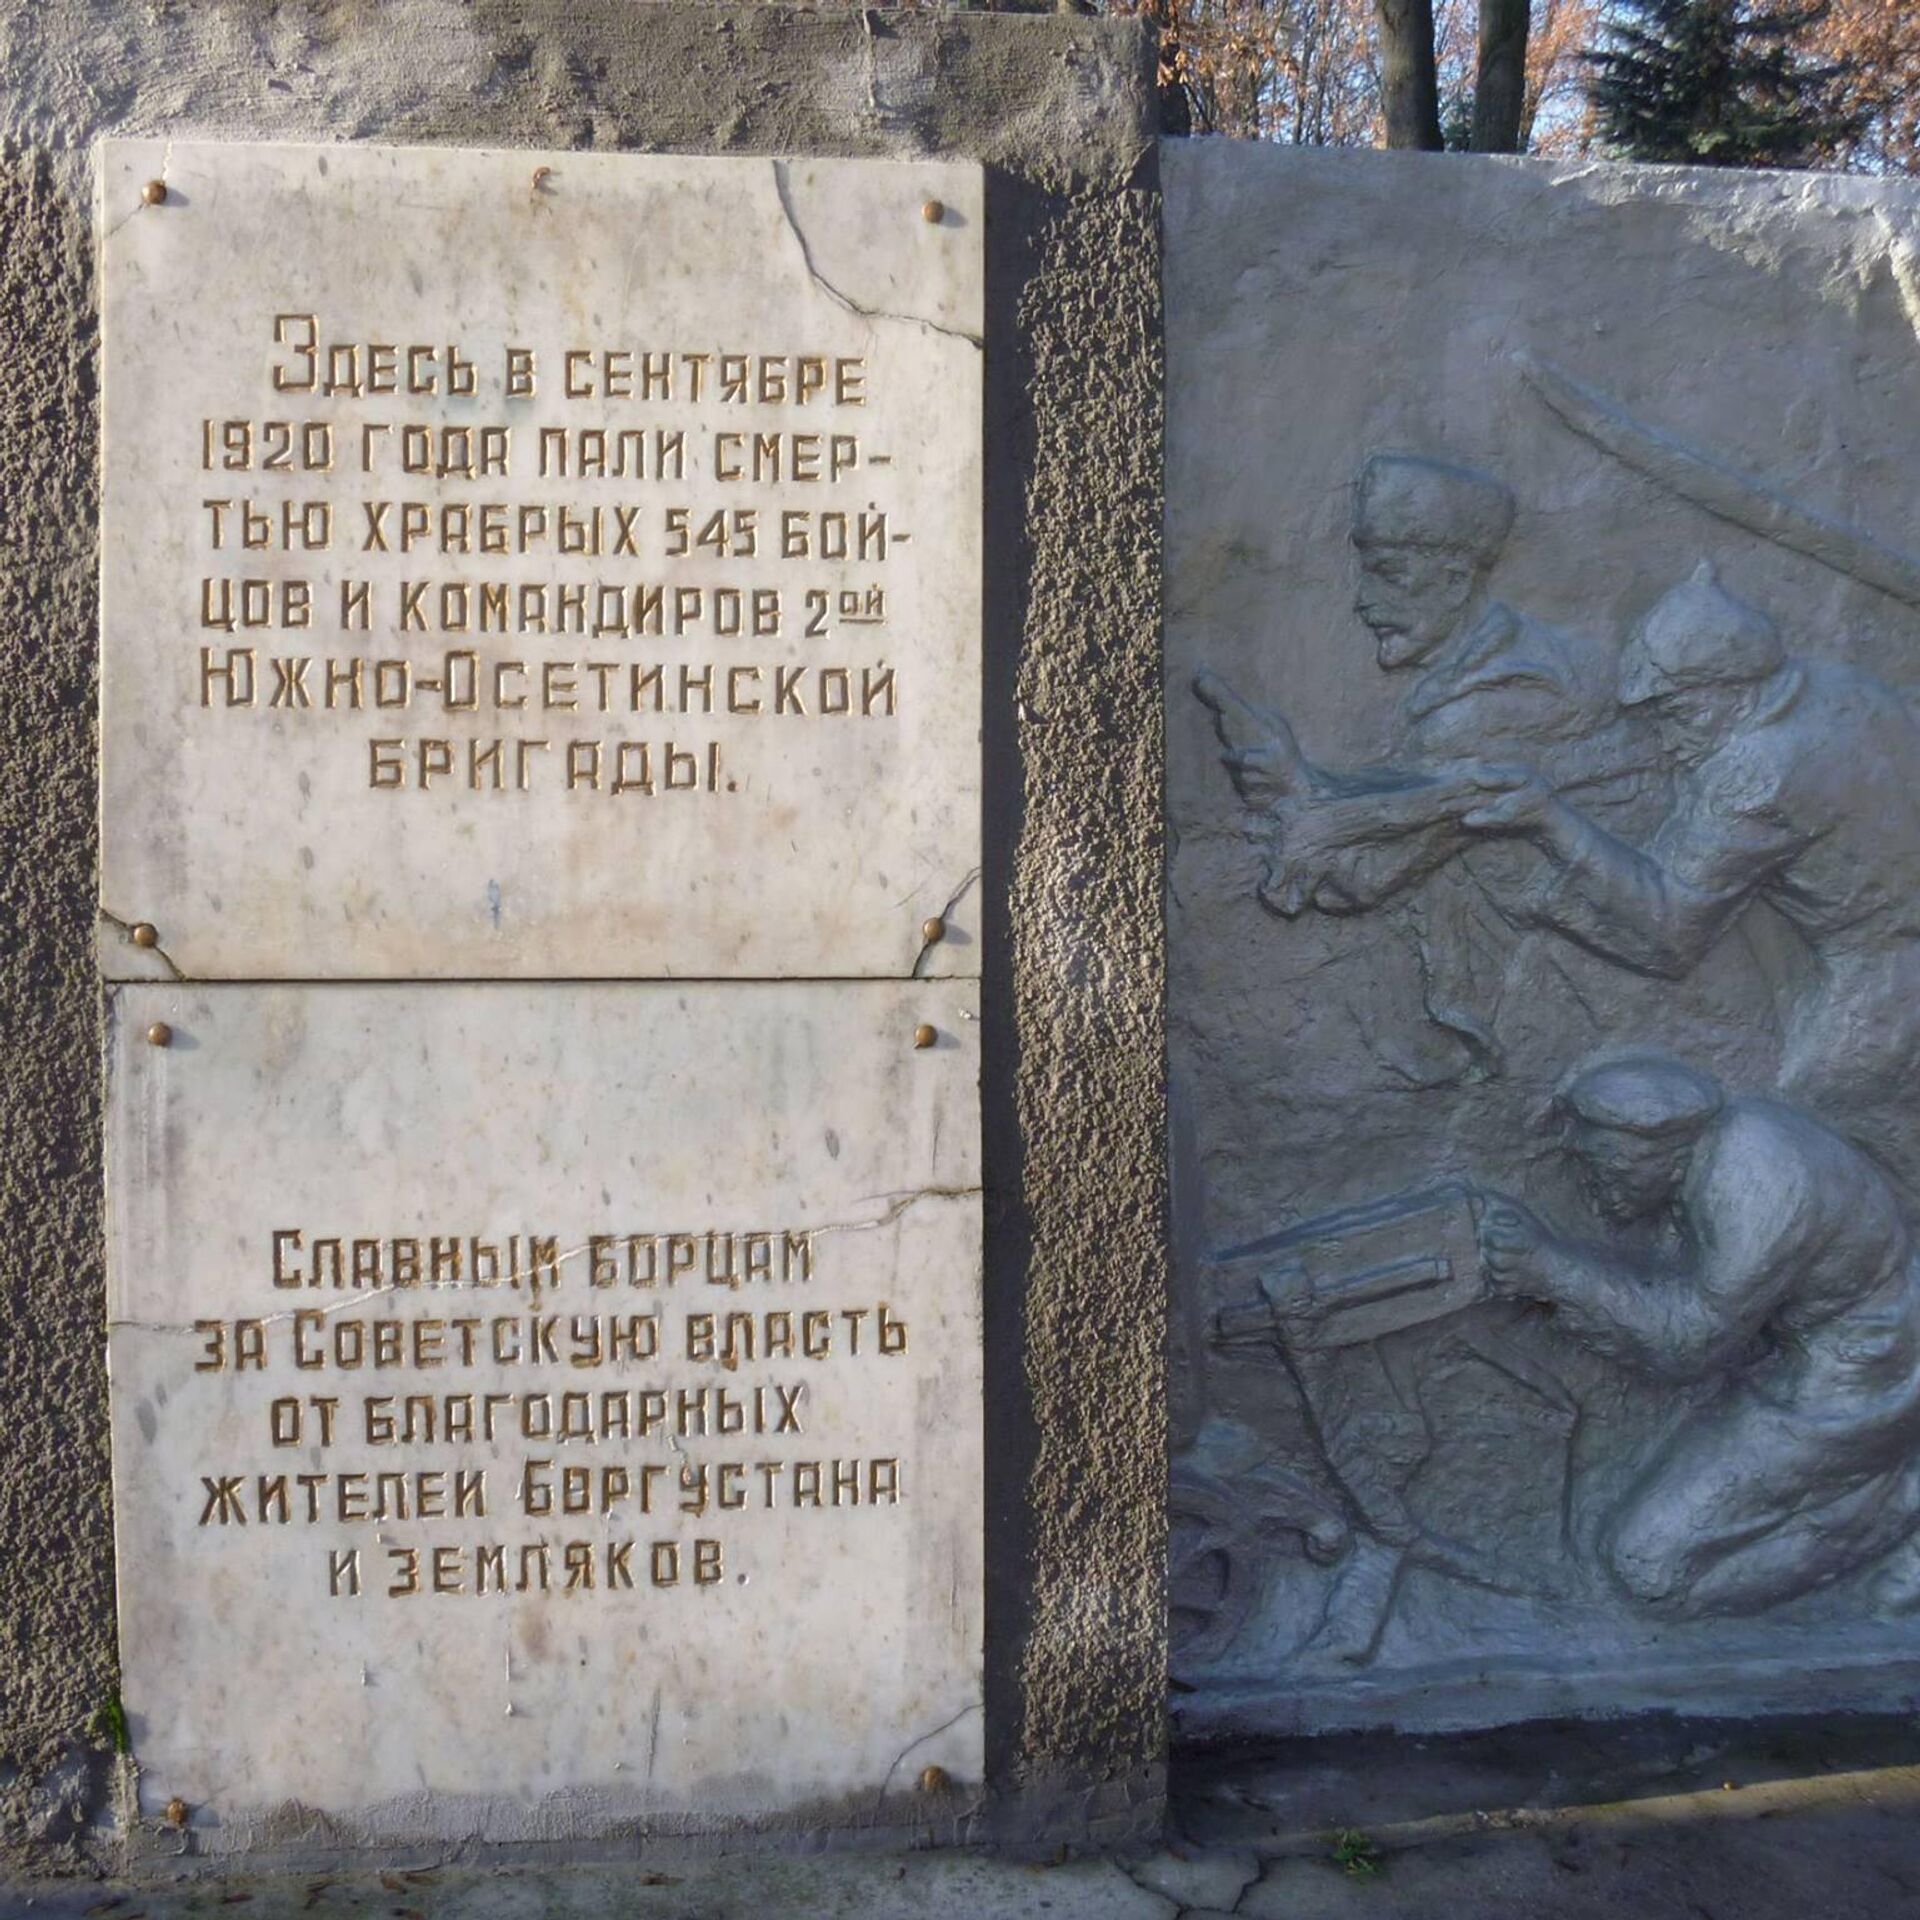 Здесь в сентябре
1920 года пали смер-
тью храбрых 545 бой-
цов и командиров 2ой
Южно-Осетинской
бригады.
Славным борцам
за Советскую власть
от благодарных
жителей Боргустана
и земляков.